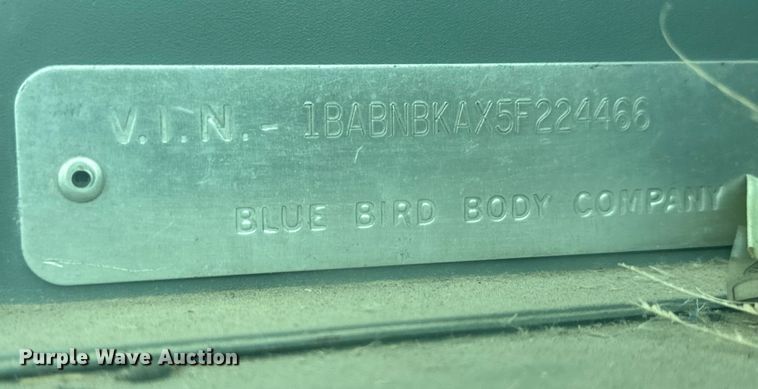 V.I.N.- 1BABNBKAX5F224466
BLUE BIRD BODY COMPANY
Purple Wave Auction